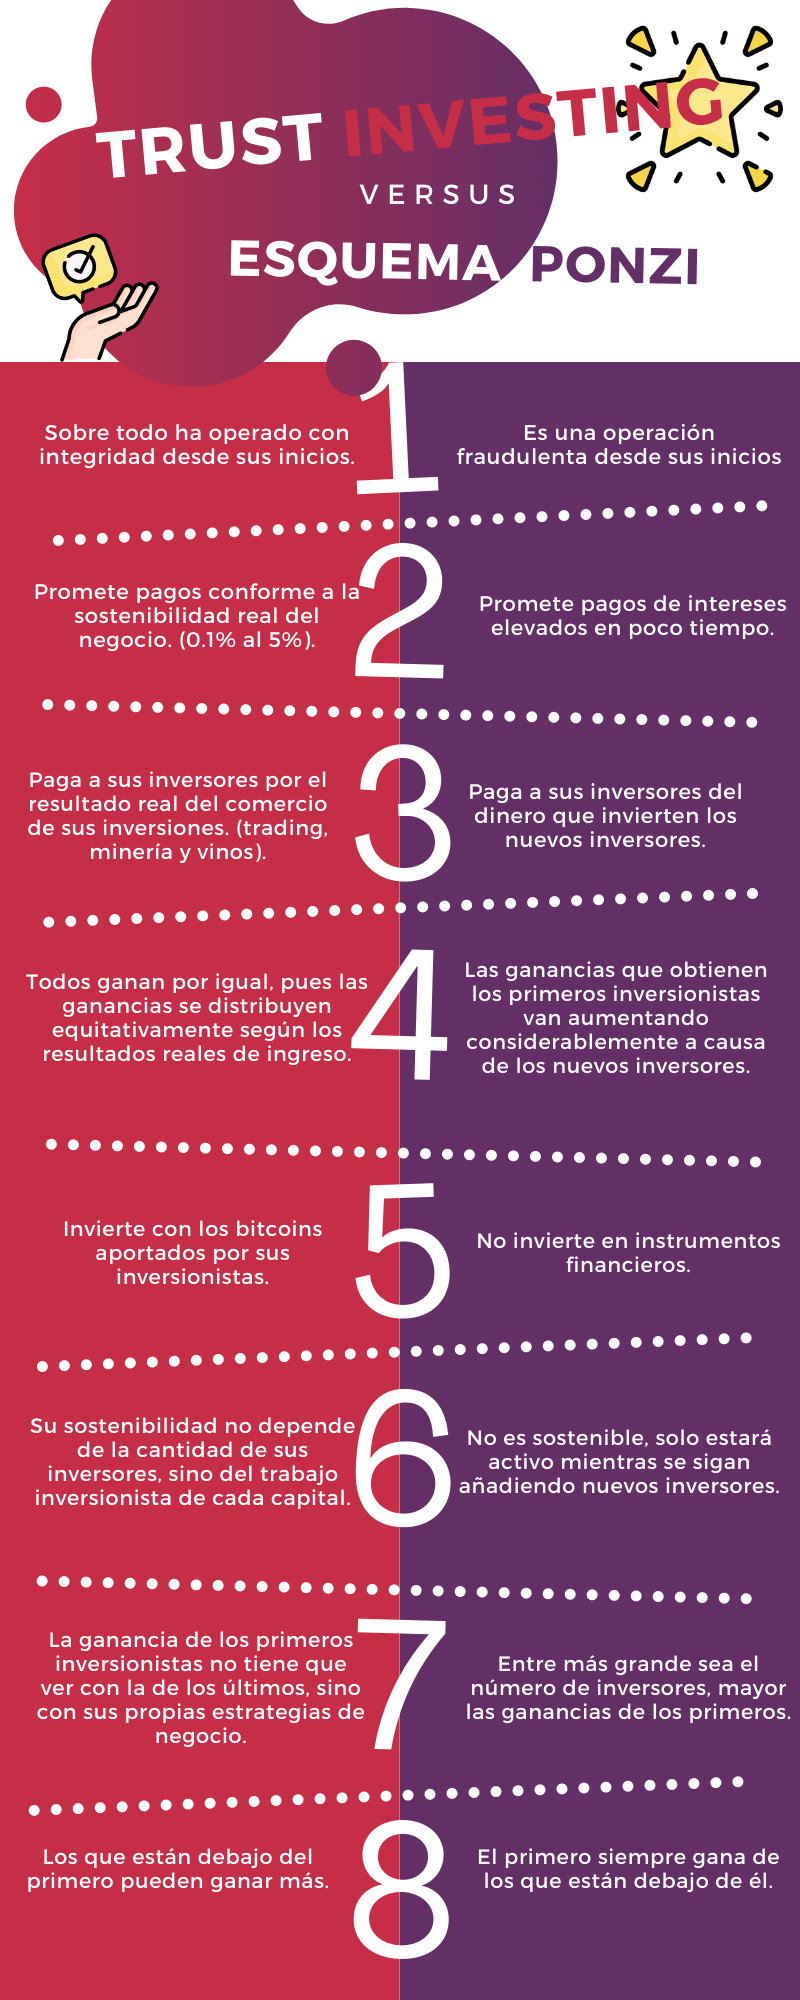 TRUST INVESTING
VERSUS
ESQUEMA PONZI
1
Sobre todo ha operado con
integridad desde sus inicios.
Es una operación
fraudulenta desde sus inicios
2
Promete pagos conforme a la
sostenibilidad real del
negocio. (0.1% al 5%).
Promete pagos de intereses
elevados en poco tiempo.
3
Paga a sus inversores por el
resultado real del comercio
de sus inversiones. (trading,
minería y vinos).
Paga a sus inversores del
dinero que invierten los
nuevos inversores.
4
Todos ganan por igual, pues las
ganancias se distribuyen
equitativamente según los
resultados reales de ingreso.
Las ganancias que obtienen
los primeros inversionistas
van aumentando
considerablemente a causa
de los nuevos inversores.
5
Invierte con los bitcoins
aportados por sus
inversionistas.
No invierte en instrumentos
financieros.
6
Su sostenibilidad no depende
de la cantidad de sus
inversores, sino del trabajo
inversionista de cada capital.
No es sostenible, solo estará
activo mientras se sigan
añadiendo nuevos inversores.
7
La ganancia de los primeros
inversionistas no tiene que
ver con la de los últimos, sino
con sus propias estrategias de
negocio.
Entre más grande sea el
número de inversores, mayor
las ganancias de los primeros.
8
Los que están debajo del
primero pueden ganar más.
El primero siempre gana de
los que están debajo de él.